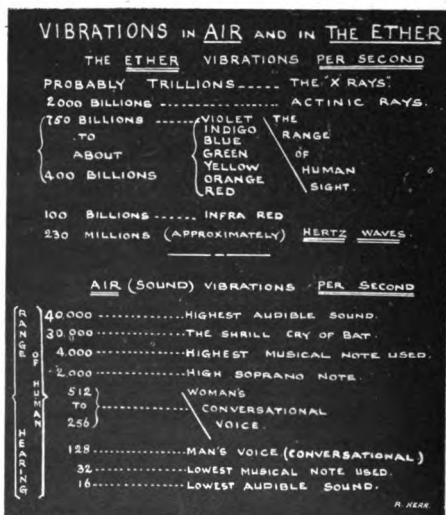 VIBRATIONS IN AIR AND IN THE ETHER
THE ETHER VIBRATIONS PER SECOND
PROBABLY TRILLIONS ..... THE "X RAYS".
2000 BILLIONS ............... ACTINIC RAYS.
750 BILLIONS ...... VIOLET THE
INDIGO
TO BLUE RANGE
ABOUT GREEN OF
YELLOW HUMAN
400 BILLIONS ORANGE SIGHT.
RED
100 BILLIONS ...... INFRA RED
230 MILLIONS (APPROXIMATELY) HERTZ WAVES.
AIR (SOUND) VIBRATIONS PER SECOND
RANGE OF HUMAN HEARING
40,000 ............... HIGHEST AUDIBLE SOUND.
30,000 ............... THE SHRILL CRY OF BAT.
4,000 ............... HIGHEST MUSICAL NOTE USED.
2,000 ............... HIGH SOPRANO NOTE.
512 WOMAN'S
TO ............... CONVERSATIONAL
256 VOICE.
128 ............... MAN'S VOICE (CONVERSATIONAL)
32 ............... LOWEST MUSICAL NOTE USED.
16 ............... LOWEST AUDIBLE SOUND.
R. KERR.